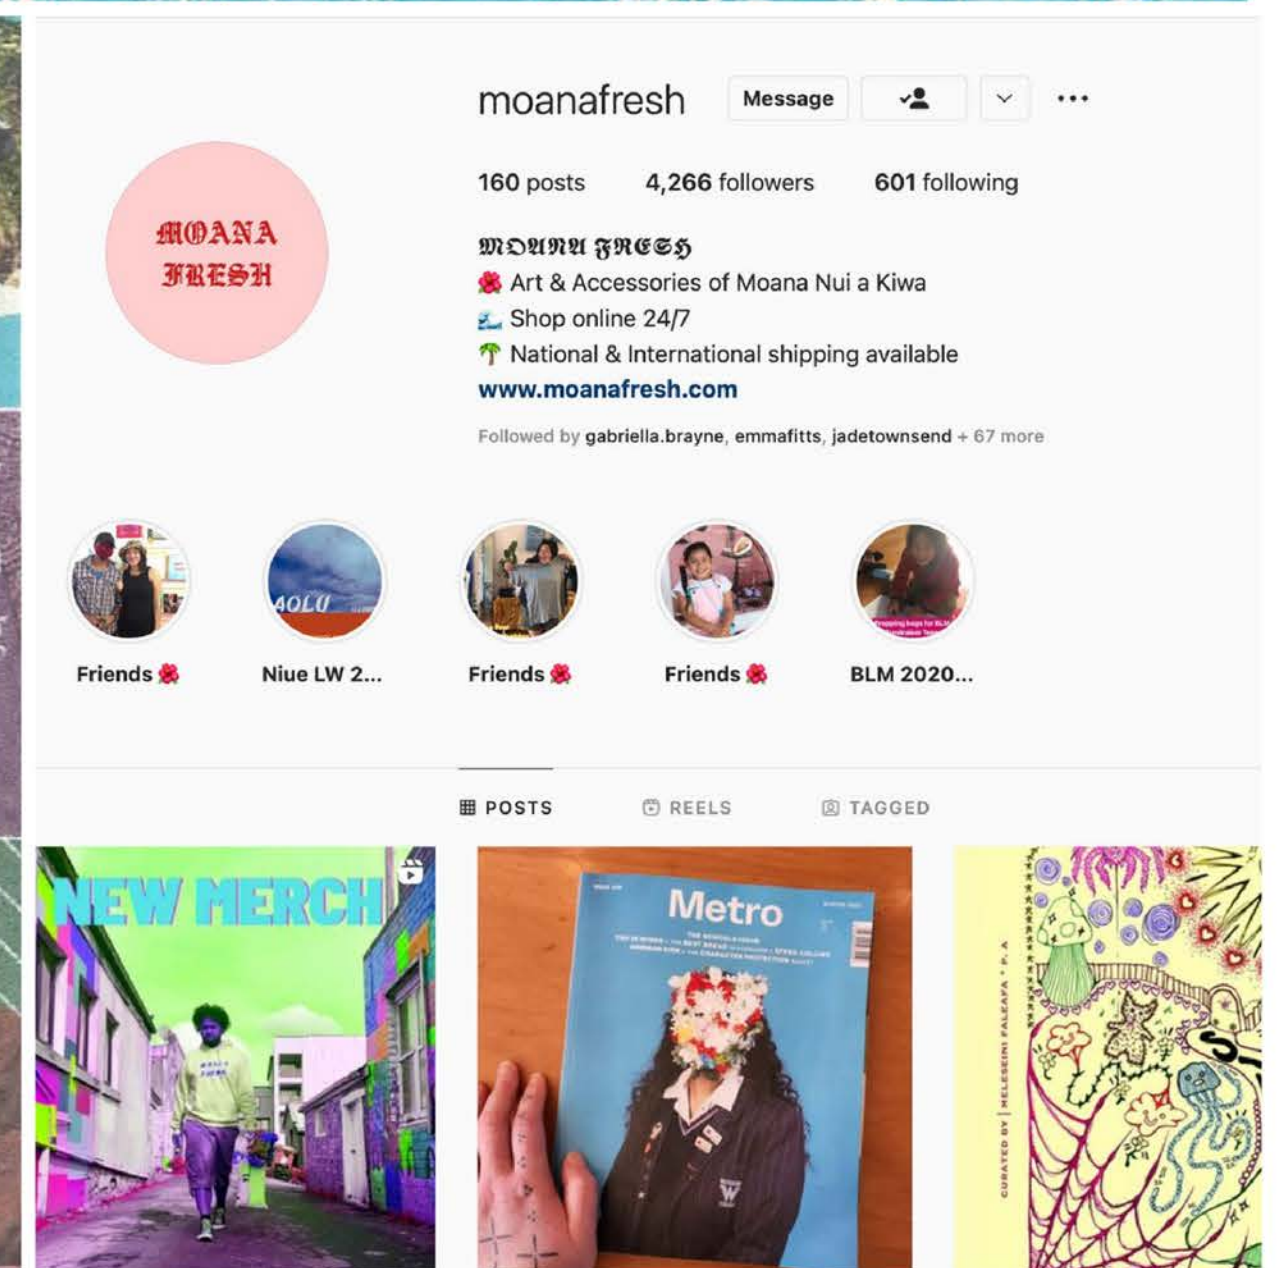 moanafresh Message
160 posts 4,266 followers 601 following
MOANA
FRESH
𝕸𝕺𝕬𝕹𝕬 𝕱𝕽𝕰𝕾𝕳
🌺 Art & Accessories of Moana Nui a Kiwa
🌊 Shop online 24/7
🌴 National & International shipping available
www.moanafresh.com
Followed by gabriella.brayne, emmafitts, jadetownsend + 67 more
AOLU
Friends 🌺 Niue LW 2... Friends 🌺 Friends 🌺 BLM 2020...
POSTS REELS TAGGED
NEW MERCH
Metro
W
CURATED BY | MELESEINI FALEAFA * P. A